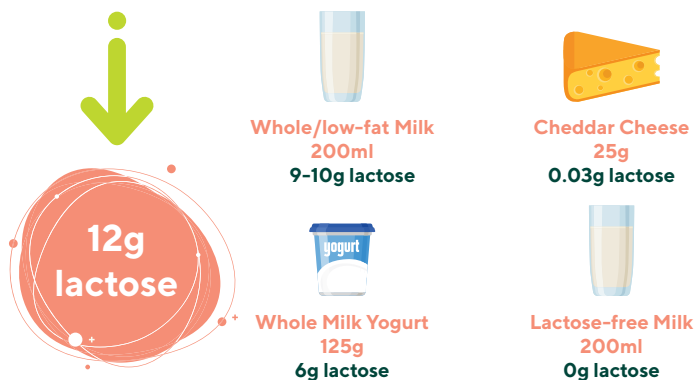 12g
lactose
Whole/low-fat Milk
200ml
9-10g lactose
Cheddar Cheese
25g
0.03g lactose
yogurt
Whole Milk Yogurt
125g
6g lactose
Lactose-free Milk
200ml
0g lactose